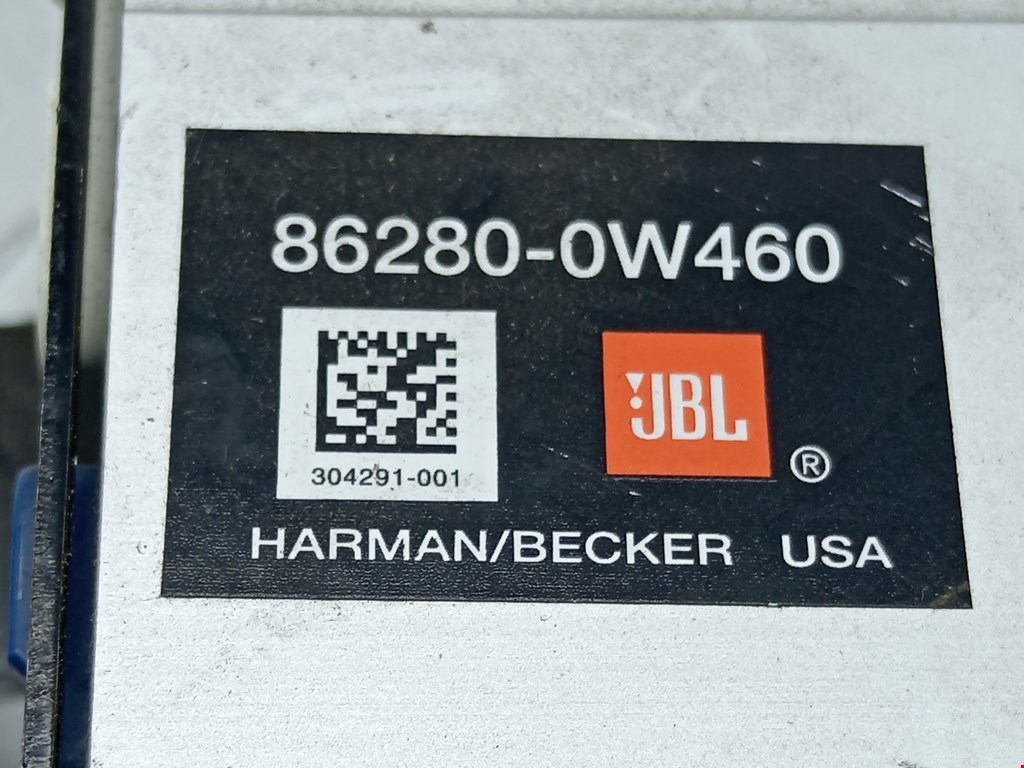 86280-0W460
304291-001
JBL
®
HARMAN/BECKER USA